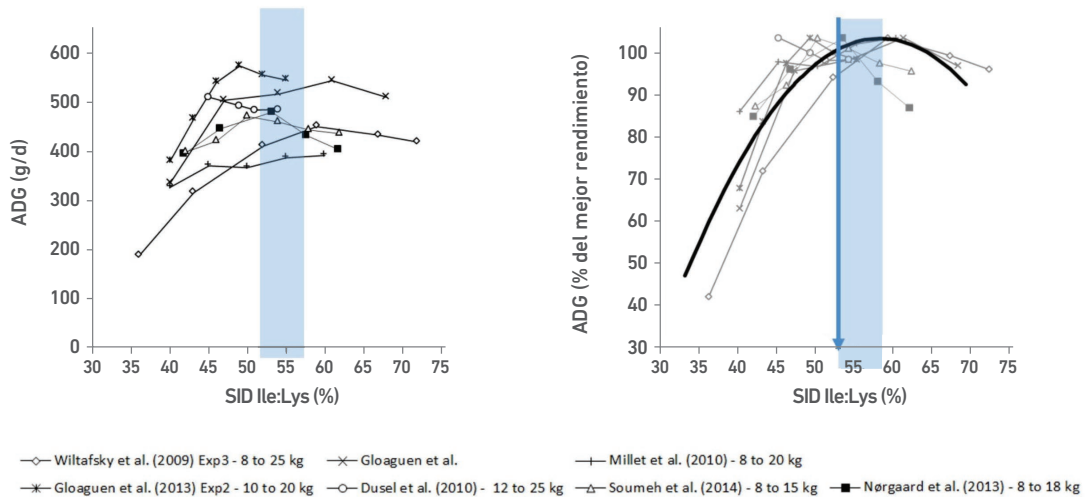 ADG (g/d)
600
500
400
300
200
100
0
30 35 40 45 50 55 60 65 70 75
SID Ile:Lys (%)
ADG (% del mejor rendimiento)
100
90
80
70
60
50
40
30
30 35 40 45 50 55 60 65 70 75
SID Ile:Lys (%)
Wiltafsky et al. (2009) Exp3 - 8 to 25 kg Gloaguen et al. Millet et al. (2010) - 8 to 20 kg
Gloaguen et al. (2013) Exp2 - 10 to 20 kg Dusel et al. (2010) - 12 to 25 kg Soumeh et al. (2014) - 8 to 15 kg Nørgaard et al. (2013) - 8 to 18 kg